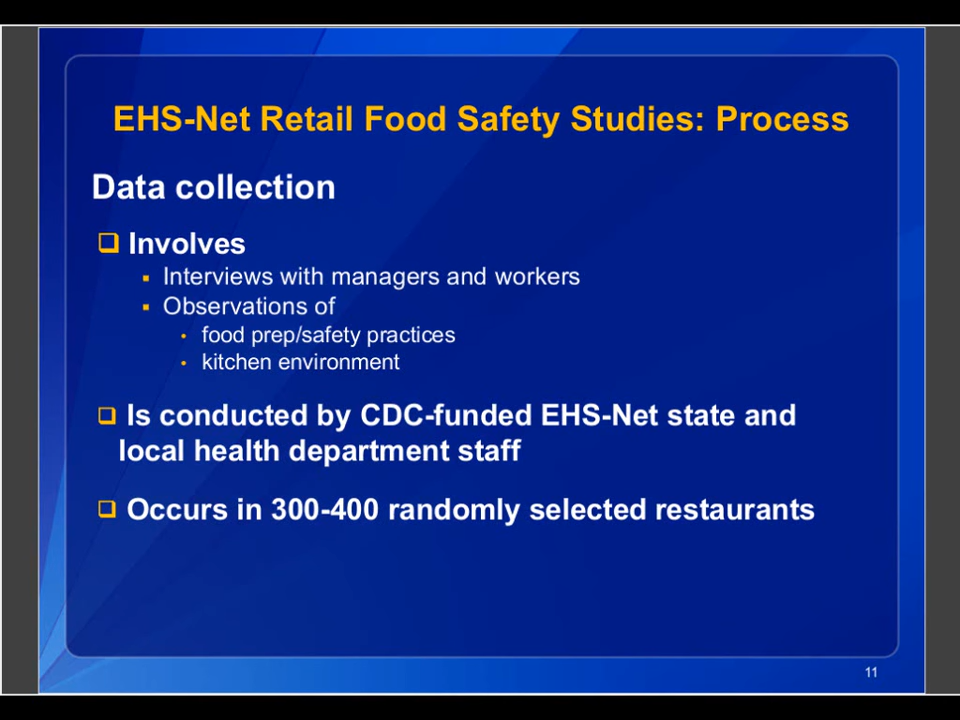 EHS-Net Retail Food Safety Studies: Process
Data collection
Involves
Interviews with managers and workers
Observations of
food prep/safety practices
kitchen environment
Is conducted by CDC-funded EHS-Net state and
local health department staff
Occurs in 300-400 randomly selected restaurants
11